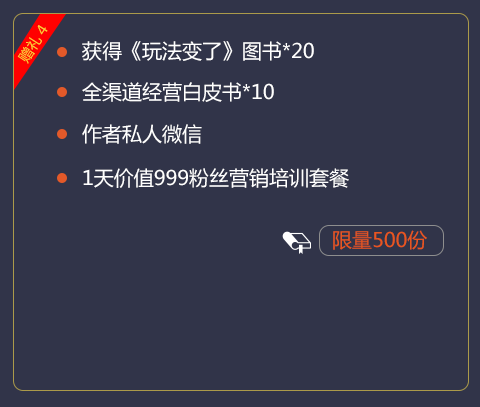 赠礼 4
获得《玩法变了》图书*20
全渠道经营白皮书*10
作者私人微信
1天价值999粉丝营销培训套餐
限量500份